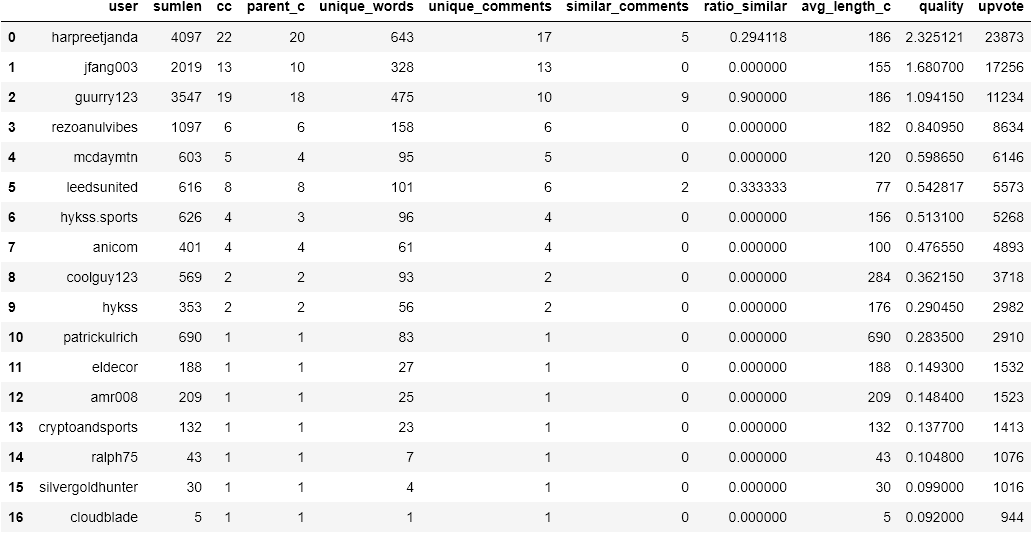 user sumlen cc parent_c unique_words unique_comments similar_comments ratio_similar avg_length_c quality upvote
0 harpreetjanda 4097 22 20 643 17 5 0.294118 186 2.325121 23873
1 jfang003 2019 13 10 328 13 0 0.000000 155 1.680700 17256
2 guurry123 3547 19 18 475 10 9 0.900000 186 1.094150 11234
3 rezoanulvibes 1097 6 6 158 6 0 0.000000 182 0.840950 8634
4 mcdaymtn 603 5 4 95 5 0 0.000000 120 0.598650 6146
5 leedsunited 616 8 8 101 6 2 0.333333 77 0.542817 5573
6 hykss.sports 626 4 3 96 4 0 0.000000 156 0.513100 5268
7 anicom 401 4 4 61 4 0 0.000000 100 0.476550 4893
8 coolguy123 569 2 2 93 2 0 0.000000 284 0.362150 3718
9 hykss 353 2 2 56 2 0 0.000000 176 0.290450 2982
10 patrickulrich 690 1 1 83 1 0 0.000000 690 0.283500 2910
11 eldecor 188 1 1 27 1 0 0.000000 188 0.149300 1532
12 amr008 209 1 1 25 1 0 0.000000 209 0.148400 1523
13 cryptoandsports 132 1 1 23 1 0 0.000000 132 0.137700 1413
14 ralph75 43 1 1 7 1 0 0.000000 43 0.104800 1076
15 silvergoldhunter 30 1 1 4 1 0 0.000000 30 0.099000 1016
16 cloudblade 5 1 1 1 1 0 0.000000 5 0.092000 944